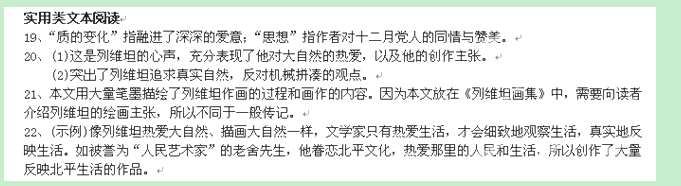 实用类文本阅读
19、“质的变化”指融进了深深的爱意；“思想”指作者对十二月党人的同情与赞美。
20、(1)这是列维坦的心声，充分表现了他对大自然的热爱，以及他的创作主张。
(2)突出了列维坦追求真实自然，反对机械拼凑的观点。
21、本文用大量笔墨描绘了列维坦作画的过程和画作的内容。因为本文放在《列维坦画集》中，需要向读者
介绍列维坦的绘画主张，所以不同于一般传记。
22、(示例)像列维坦热爱大自然、描画大自然一样，文学家只有热爱生活，才会细致地观察生活，真实地反
映生活。如被誉为“人民艺术家”的老舍先生，他眷恋北平文化，热爱那里的人民和生活，所以创作了大量
反映北平生活的作品。